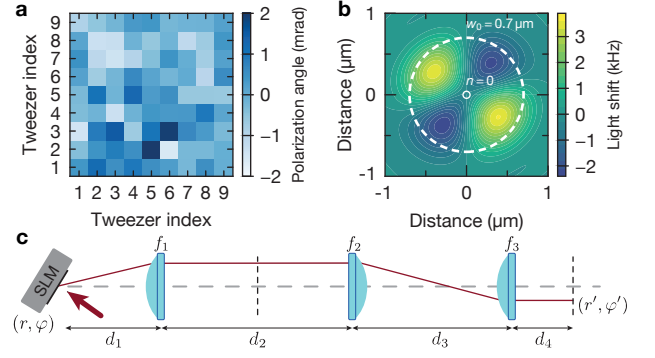 a
9
8
7
6
5
4
3
2
1
1 2 3 4 5 6 7 8 9
Tweezer index
Tweezer index
2
1
0
−1
−2
Polarization angle (mrad)
b
1
0
-1
-1 0 1
Distance (µm)
Distance (µm)
w₀ = 0.7 µm
n = 0
3
2
1
0
−1
−2
Light shift (kHz)
c
SLM
(r, φ)
f₁
f₂
f₃
(r′, φ′)
d₁
d₂
d₃
d₄